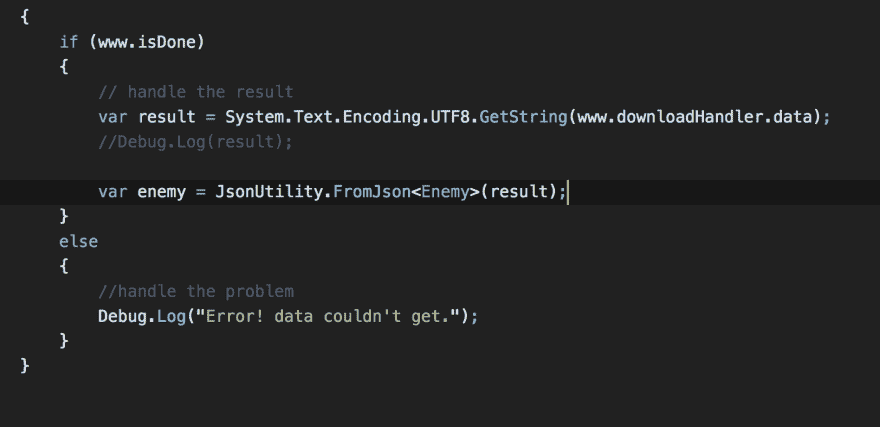 {
    if (www.isDone)
    {
        // handle the result
        var result = System.Text.Encoding.UTF8.GetString(www.downloadHandler.data);
        //Debug.Log(result);

        var enemy = JsonUtility.FromJson<Enemy>(result);
    }
    else
    {
        //handle the problem
        Debug.Log("Error! data couldn't get.");
    }
}